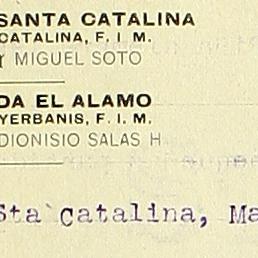 SANTA CATALINA
CATALINA, F. I. M.
MIGUEL SOTO
DA EL ALAMO
YERBANIS, F. I. M.
DIONISIO SALAS H
Sta Catalina, Ma